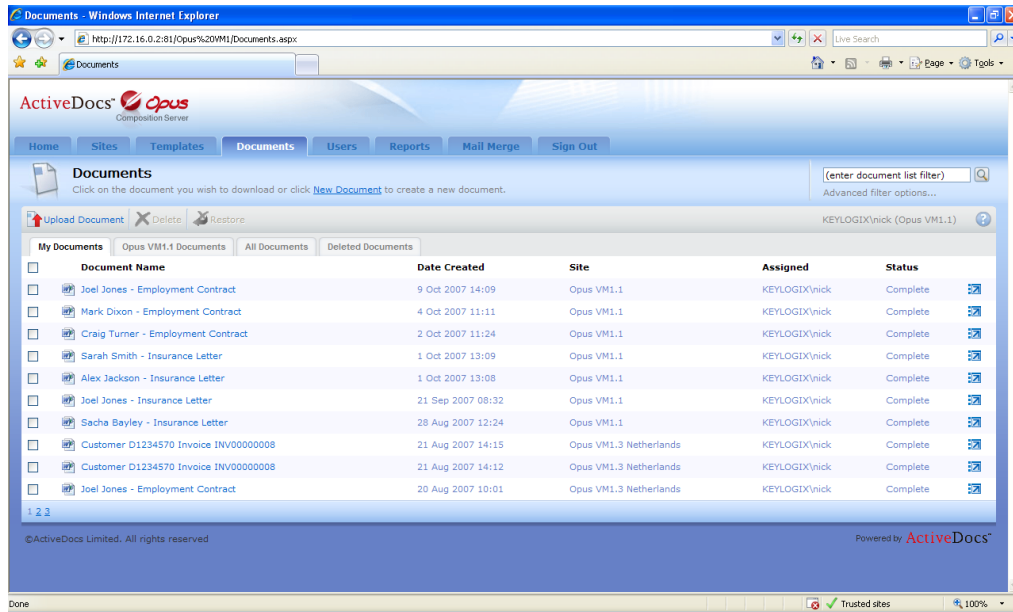 Documents - Windows Internet Explorer
http://172.16.0.2:81/Opus%20VM1/Documents.aspx
Live Search
Documents
Page
Tools
ActiveDocs™ Opus
Composition Server
Home Sites Templates Documents Users Reports Mail Merge Sign Out
Documents
Click on the document you wish to download or click New Document to create a new document.
(enter document list filter)
Advanced filter options...
Upload Document Delete Restore KEYLOGIX\nick (Opus VM1.1)
My Documents Opus VM1.1 Documents All Documents Deleted Documents
Document Name Date Created Site Assigned Status
Joel Jones - Employment Contract 9 Oct 2007 14:09 Opus VM1.1 KEYLOGIX\nick Complete
Mark Dixon - Employment Contract 4 Oct 2007 11:11 Opus VM1.1 KEYLOGIX\nick Complete
Craig Turner - Employment Contract 2 Oct 2007 11:24 Opus VM1.1 KEYLOGIX\nick Complete
Sarah Smith - Insurance Letter 1 Oct 2007 13:09 Opus VM1.1 KEYLOGIX\nick Complete
Alex Jackson - Insurance Letter 1 Oct 2007 13:08 Opus VM1.1 KEYLOGIX\nick Complete
Joel Jones - Insurance Letter 21 Sep 2007 08:32 Opus VM1.1 KEYLOGIX\nick Complete
Sacha Bayley - Insurance Letter 28 Aug 2007 12:24 Opus VM1.1 KEYLOGIX\nick Complete
Customer D1234570 Invoice INV00000008 21 Aug 2007 14:15 Opus VM1.3 Netherlands KEYLOGIX\nick Complete
Customer D1234570 Invoice INV00000008 21 Aug 2007 14:12 Opus VM1.3 Netherlands KEYLOGIX\nick Complete
Joel Jones - Employment Contract 20 Aug 2007 10:01 Opus VM1.3 Netherlands KEYLOGIX\nick Complete
1 2 3
©ActiveDocs Limited. All rights reserved Powered by ActiveDocs™
Done Trusted sites 100%